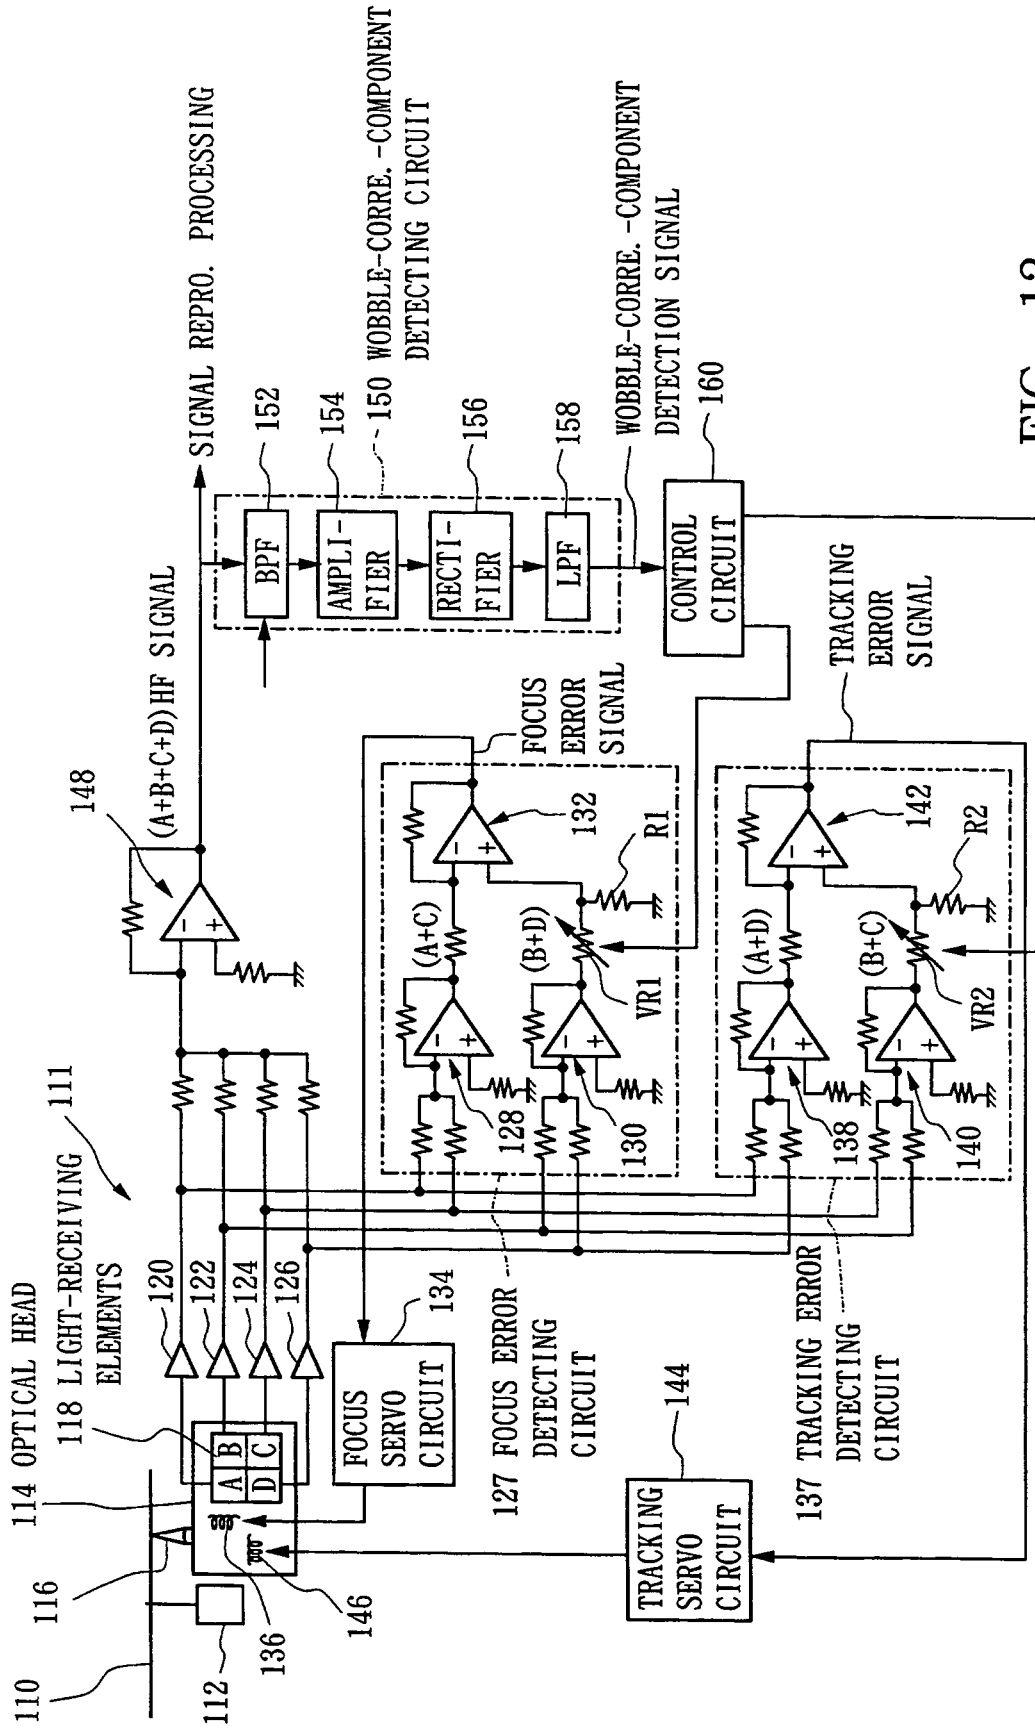 110
116
112
114 OPTICAL HEAD
118 LIGHT-RECEIVING
ELEMENTS
A
B
C
D
136
146
120
122
124
126
111
148
-
+
(A+B+C+D)HF SIGNAL
SIGNAL REPRO. PROCESSING
152
BPF
154
AMPLI-
FIER
150 WOBBLE-CORRE.-COMPONENT
DETECTING CIRCUIT
156
RECTI-
FIER
158
LPF
WOBBLE-CORRE.-COMPONENT
DETECTION SIGNAL
160
CONTROL
CIRCUIT
FOCUS
SERVO
CIRCUIT
134
127 FOCUS ERROR
DETECTING
CIRCUIT
128
-
+
(A+C)
130
-
+
(B+D)
VR1
R1
-
+
132
FOCUS
ERROR
SIGNAL
TRACKING
SERVO
CIRCUIT
144
137 TRACKING ERROR
DETECTING
CIRCUIT
138
-
+
(A+D)
140
-
+
(B+C)
VR2
R2
-
+
142
TRACKING
ERROR
SIGNAL